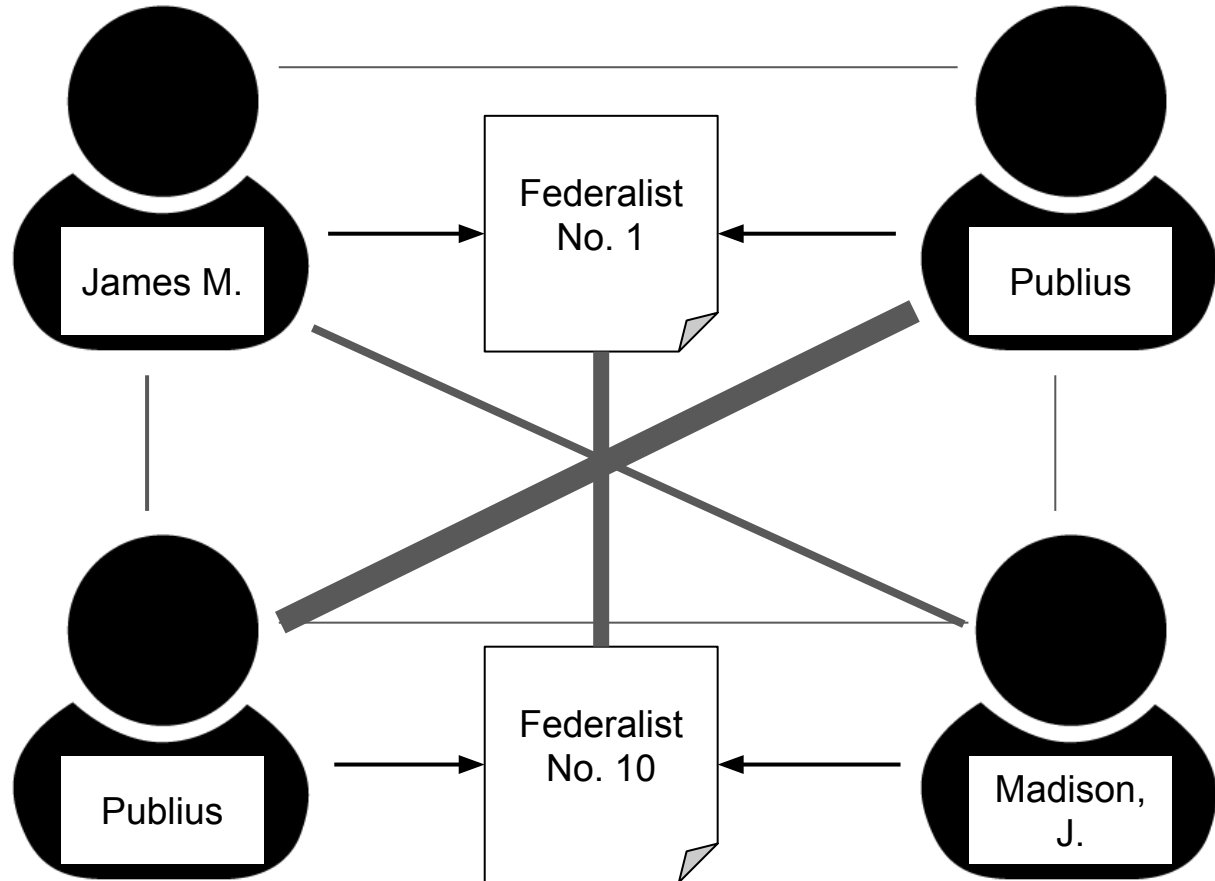 Federalist
No. 1
James M.
Publius
Federalist
No. 10
Publius
Madison,
J.